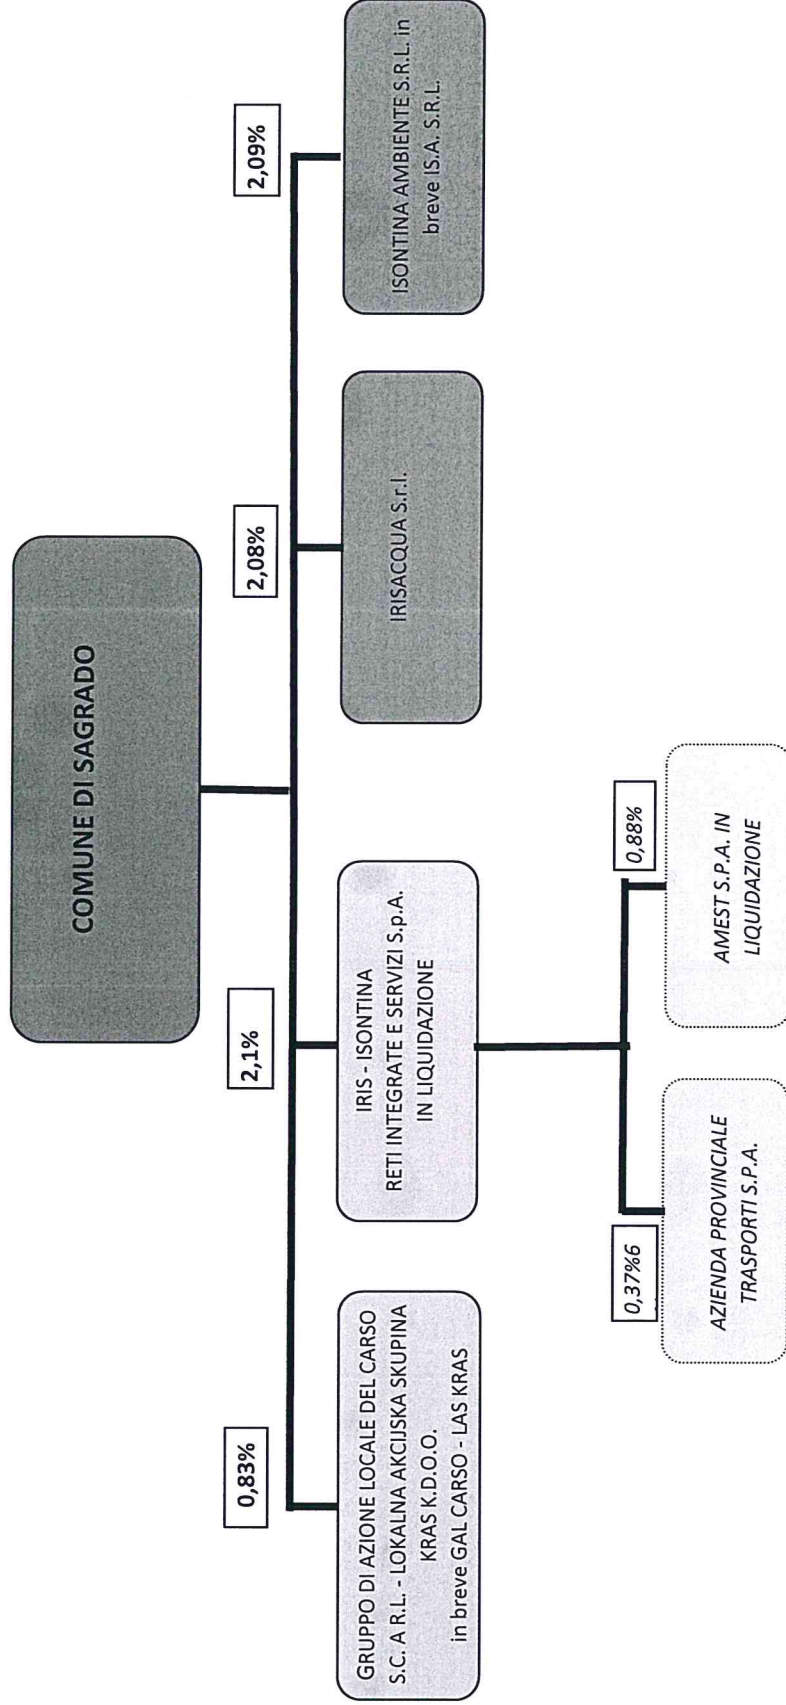 COMUNE DI SAGRADO
0,83%
2,1%
2,08%
2,09%
GRUPPO DI AZIONE LOCALE DEL CARSO
S.C. A R.L. - LOKALNA AKCIJSKA SKUPINA
KRAS K.D.O.O.
in breve GAL CARSO - LAS KRAS
IRIS - ISONTINA
RETI INTEGRATE E SERVIZI S.p.A.
IN LIQUIDAZIONE
IRISACQUA S.r.l.
ISONTINA AMBIENTE S.R.L. in
breve IS.A. S.R.L.
0,37%6
0,88%
AZIENDA PROVINCIALE
TRASPORTI S.P.A.
AMEST S.P.A. IN
LIQUIDAZIONE